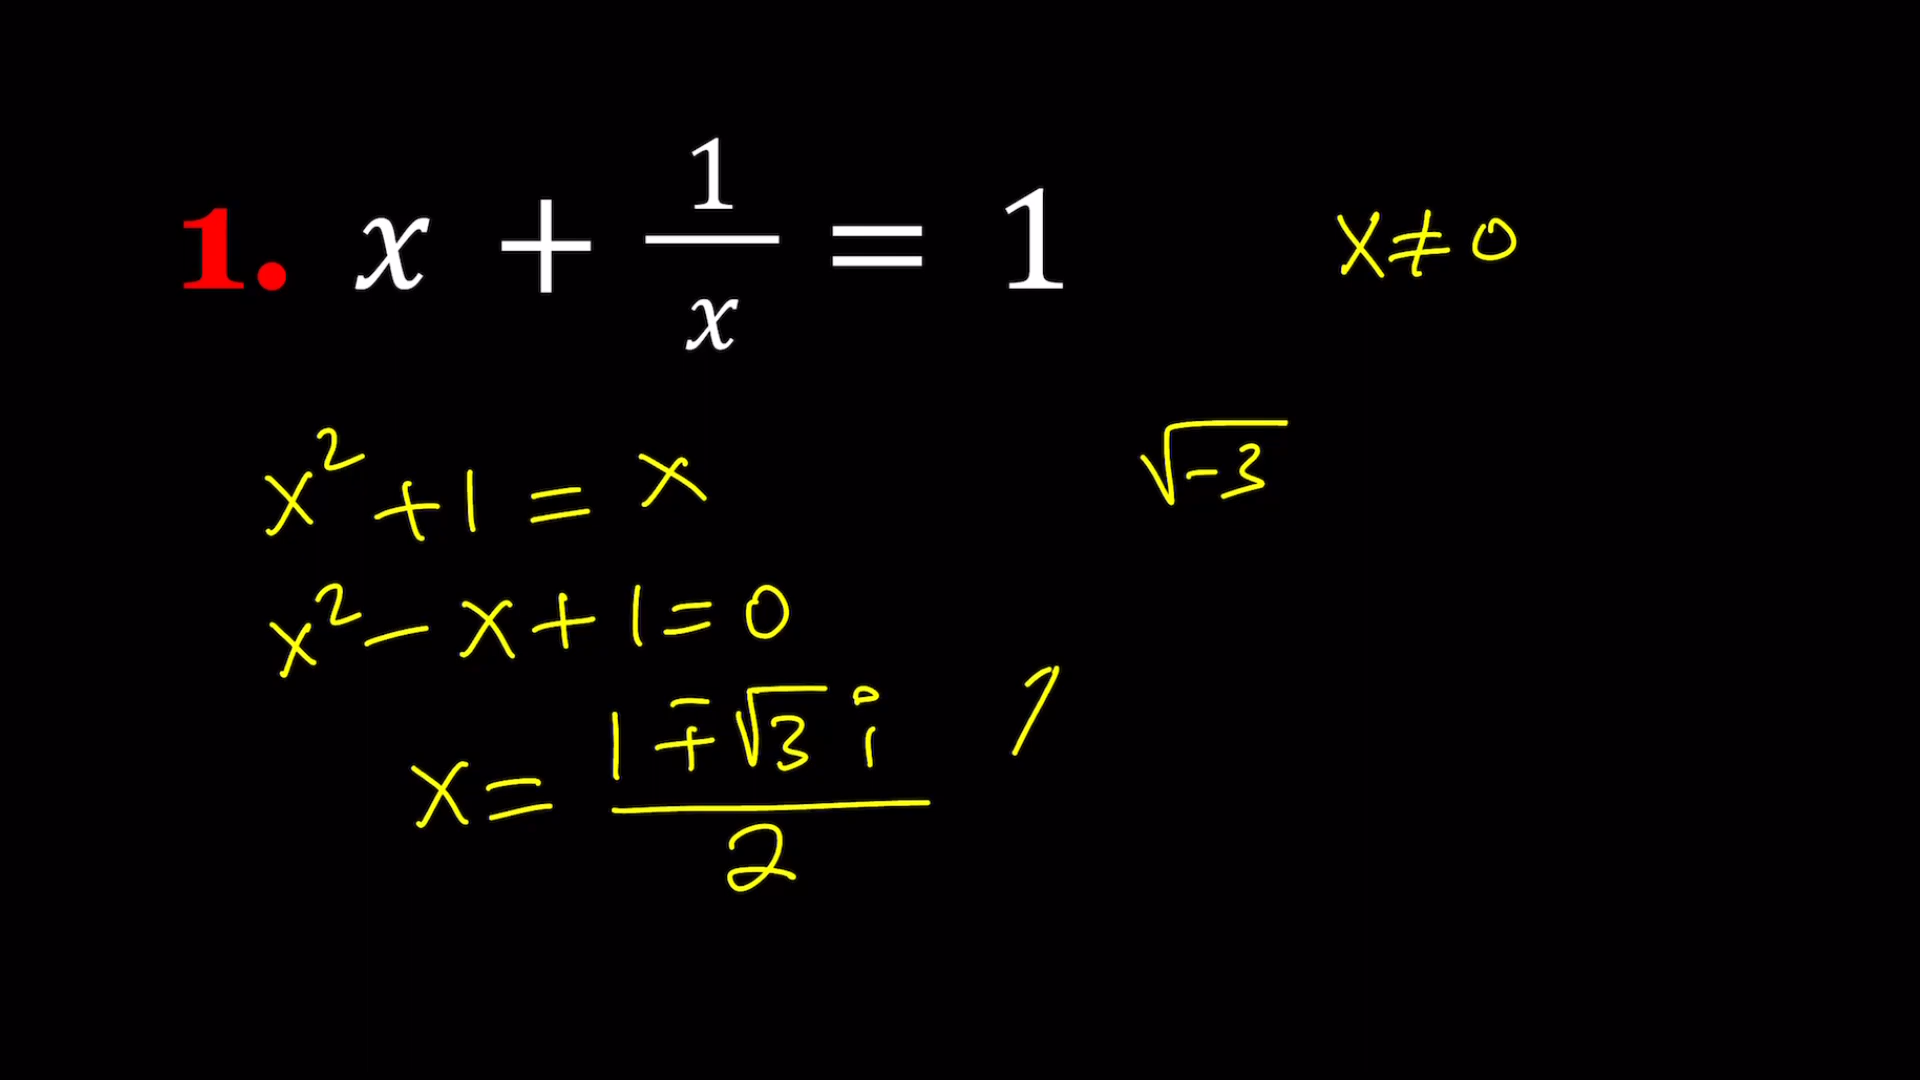 1. x + 1/x = 1 x ≠ 0
x² + 1 = x √-3
x² - x + 1 = 0
x = (1 ∓ √3 i)/2